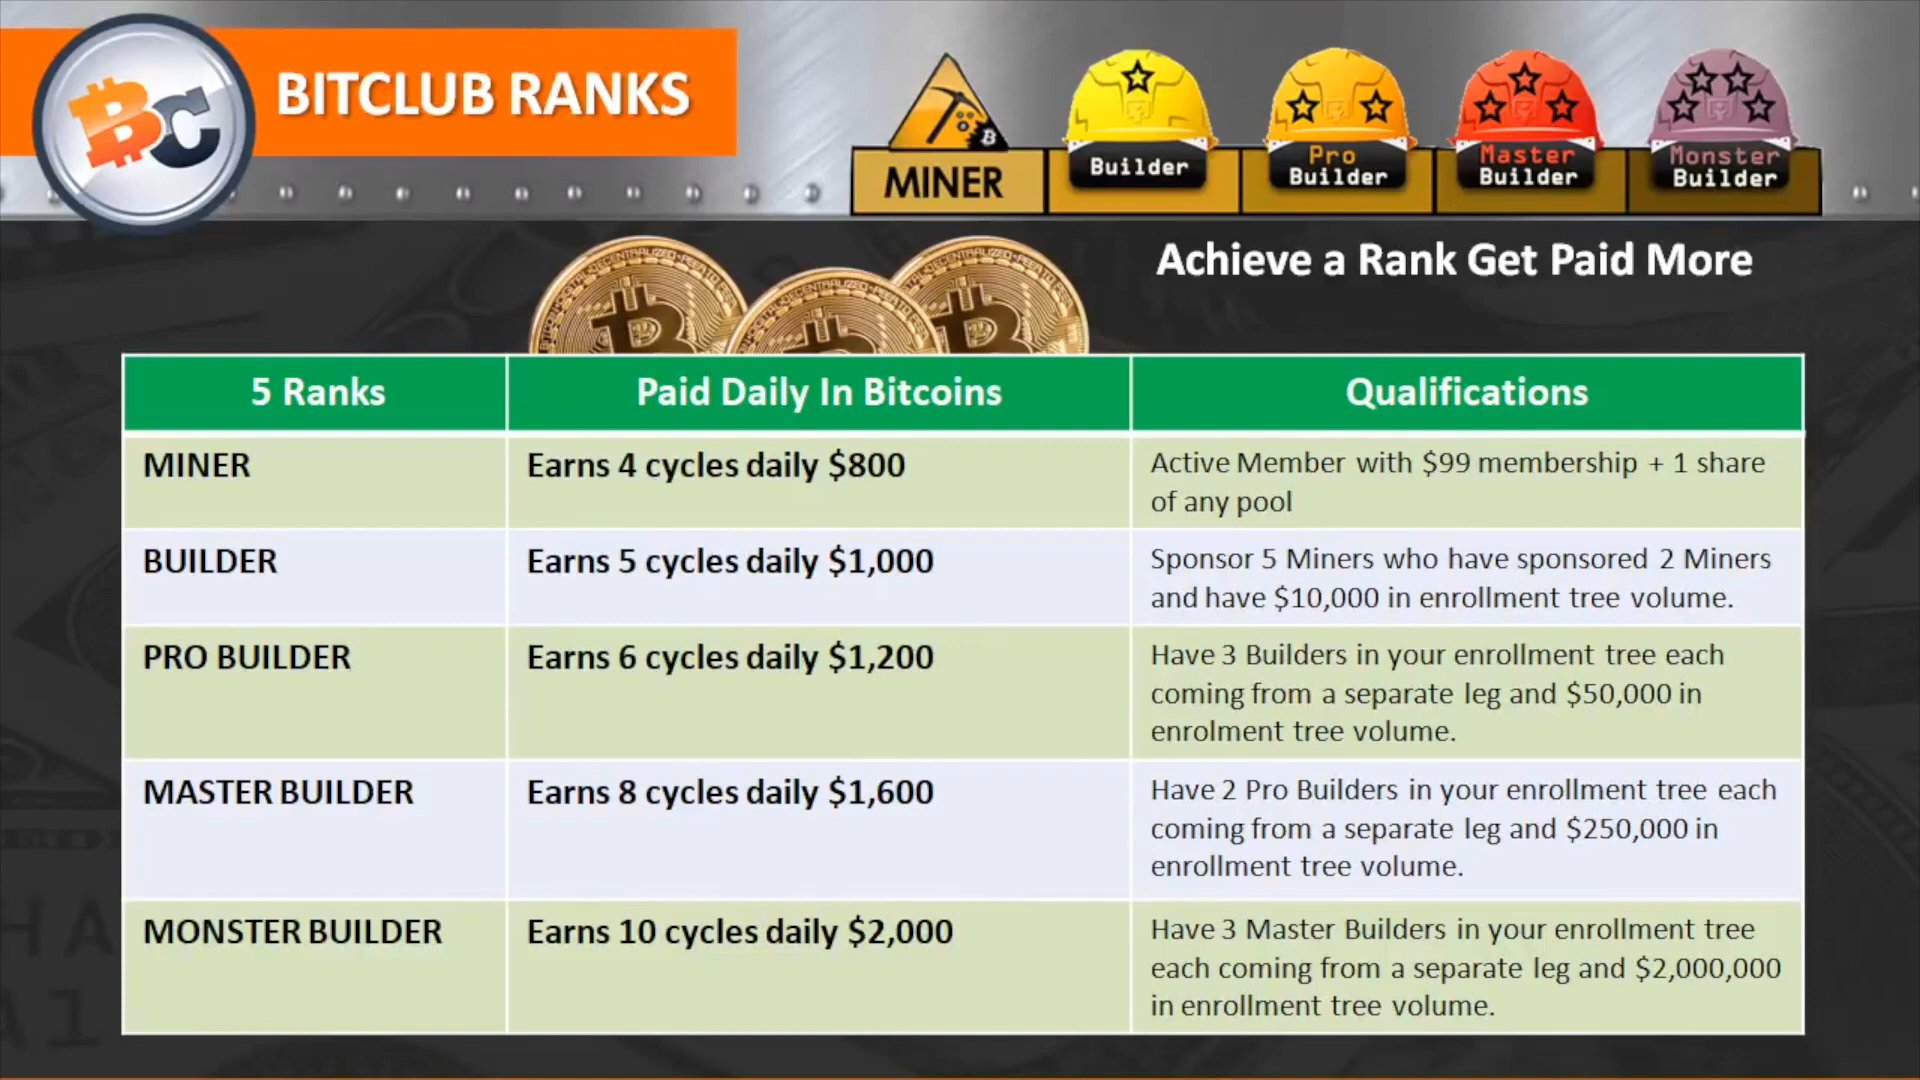 BC
BITCLUB RANKS
MINER
Builder
Pro
Builder
Master
Builder
Monster
Builder
Achieve a Rank Get Paid More
5 Ranks
Paid Daily In Bitcoins
Qualifications
MINER
Earns 4 cycles daily $800
Active Member with $99 membership + 1 share
of any pool
BUILDER
Earns 5 cycles daily $1,000
Sponsor 5 Miners who have sponsored 2 Miners
and have $10,000 in enrollment tree volume.
PRO BUILDER
Earns 6 cycles daily $1,200
Have 3 Builders in your enrollment tree each
coming from a separate leg and $50,000 in
enrolment tree volume.
MASTER BUILDER
Earns 8 cycles daily $1,600
Have 2 Pro Builders in your enrollment tree each
coming from a separate leg and $250,000 in
enrollment tree volume.
MONSTER BUILDER
Earns 10 cycles daily $2,000
Have 3 Master Builders in your enrollment tree
each coming from a separate leg and $2,000,000
in enrollment tree volume.